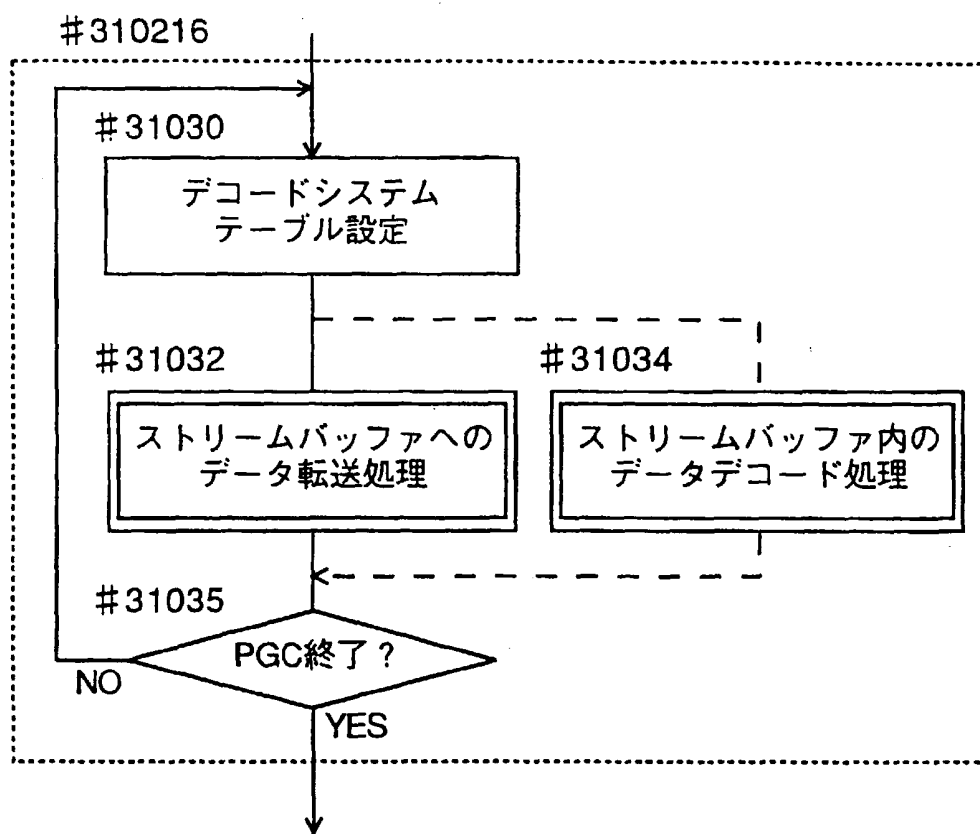 #310216
#31030
デコードシステム
テーブル設定
#31032
#31034
ストリームバッファへの
データ転送処理
ストリームバッファ内の
データデコード処理
#31035
PGC終了?
NO
YES